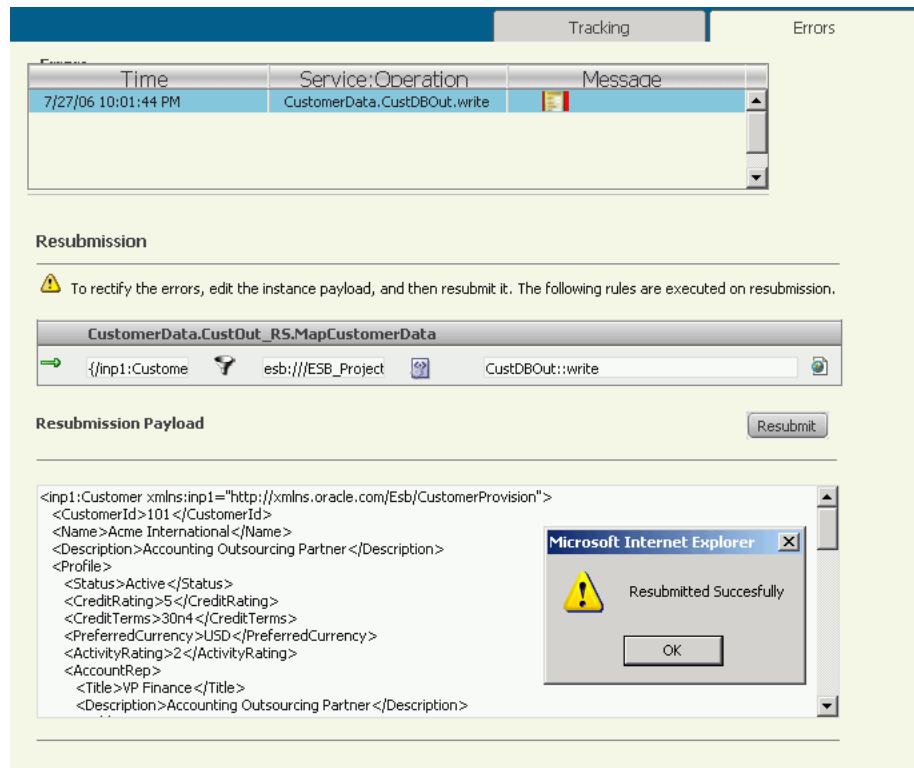 Tracking
Errors
Errors
Time Service:Operation Message
7/27/06 10:01:44 PM CustomerData.CustDBOut.write
Resubmission
To rectify the errors, edit the instance payload, and then resubmit it. The following rules are executed on resubmission.
CustomerData.CustOut_RS.MapCustomerData
{/inp1:Custome esb:///ESB_Project CustDBOut::write
Resubmission Payload
Resubmit
<inp1:Customer xmlns:inp1="http://xmlns.oracle.com/Esb/CustomerProvision">
<CustomerId>101</CustomerId>
<Name>Acme International</Name>
<Description>Accounting Outsourcing Partner</Description>
<Profile>
<Status>Active</Status>
<CreditRating>5</CreditRating>
<CreditTerms>30n4</CreditTerms>
<PreferredCurrency>USD</PreferredCurrency>
<ActivityRating>2</ActivityRating>
<AccountRep>
<Title>VP Finance</Title>
<Description>Accounting Outsourcing Partner</Description>
Microsoft Internet Explorer
Resubmitted Succesfully
OK